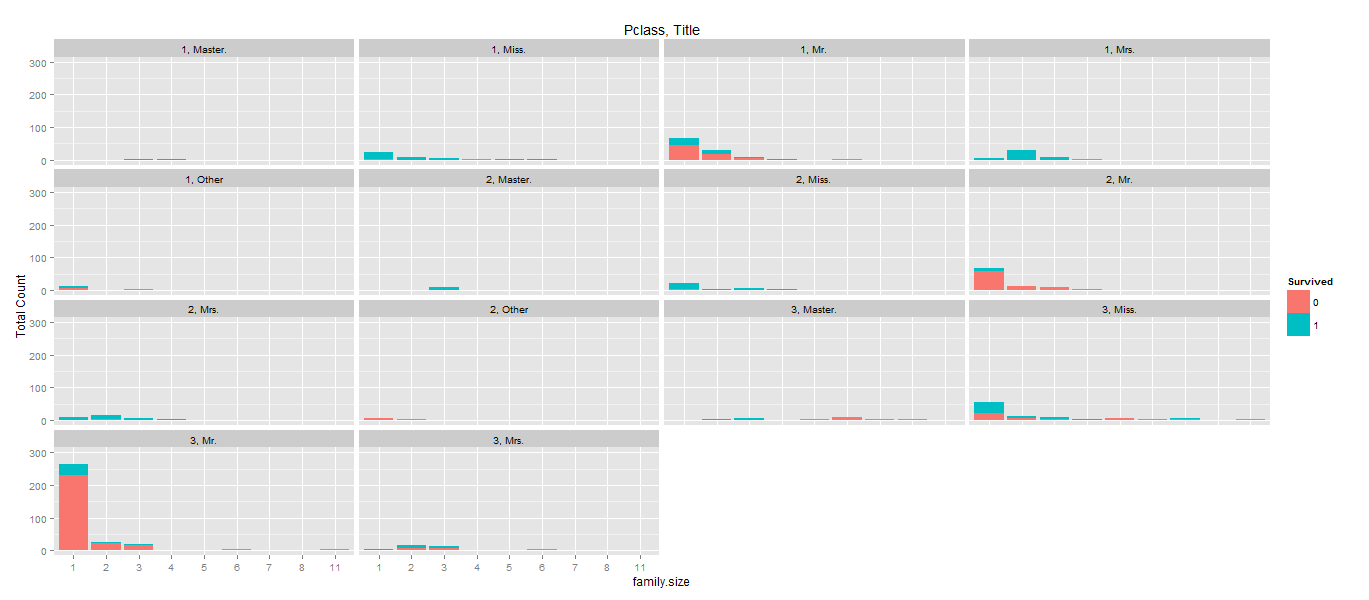 Pclass, Title
1, Master.
1, Miss.
1, Mr.
1, Mrs.
300
200
100
0
1, Other
2, Master.
2, Miss.
2, Mr.
300
200
100
0
2, Mrs.
2, Other
3, Master.
3, Miss.
300
200
100
0
3, Mr.
3, Mrs.
300
200
100
0
1 2 3 4 5 6 7 8 11
1 2 3 4 5 6 7 8 11
family.size
Total Count
Survived
0
1